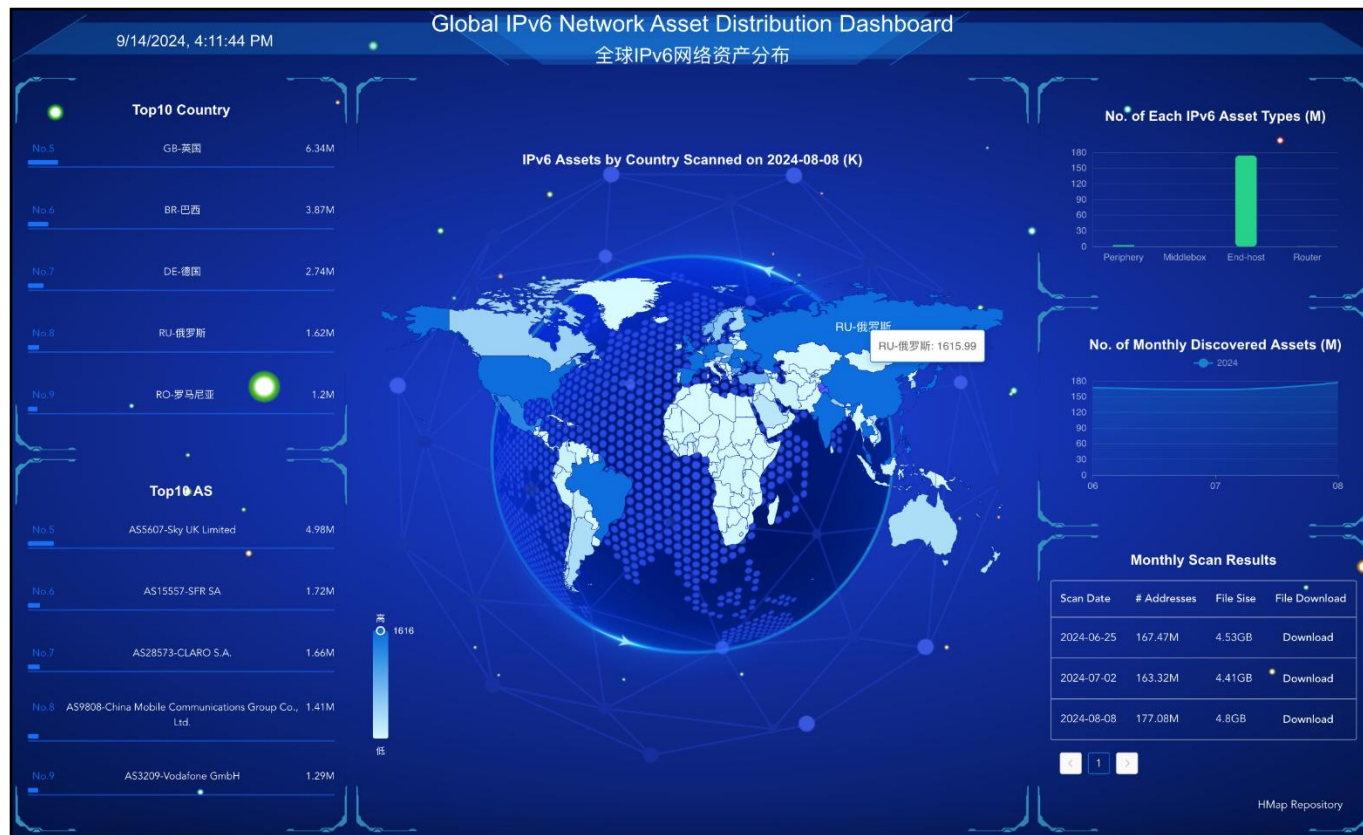 Global IPv6 Network Asset Distribution Dashboard
全球IPv6网络资产分布
9/14/2024, 4:11:44 PM
Top10 Country
No.5 GB-英国 6.34M
No.6 BR-巴西 3.87M
No.7 DE-德国 2.74M
No.8 RU-俄罗斯 1.62M
No.9 RO-罗马尼亚 1.2M
Top10 AS
No.5 AS5607-Sky UK Limited 4.98M
No.6 AS15557-SFR SA 1.72M
No.7 AS28573-CLARO S.A. 1.66M
No.8 AS9808-China Mobile Communications Group Co., 1.41M
Ltd.
No.9 AS3209-Vodafone GmbH 1.29M
IPv6 Assets by Country Scanned on 2024-08-08 (K)
RU-俄罗斯
RU-俄罗斯: 1615.99
高
1616
低
No. of Each IPv6 Asset Types (M)
180
150
120
90
60
30
0
Periphery Middlebox End-host Router
No. of Monthly Discovered Assets (M)
2024
180
150
120
90
60
30
0
06 07 08
Monthly Scan Results
Scan Date # Addresses File Sise File Download
2024-06-25 167.47M 4.53GB Download
2024-07-02 163.32M 4.41GB Download
2024-08-08 177.08M 4.8GB Download
< 1 >
HMap Repository